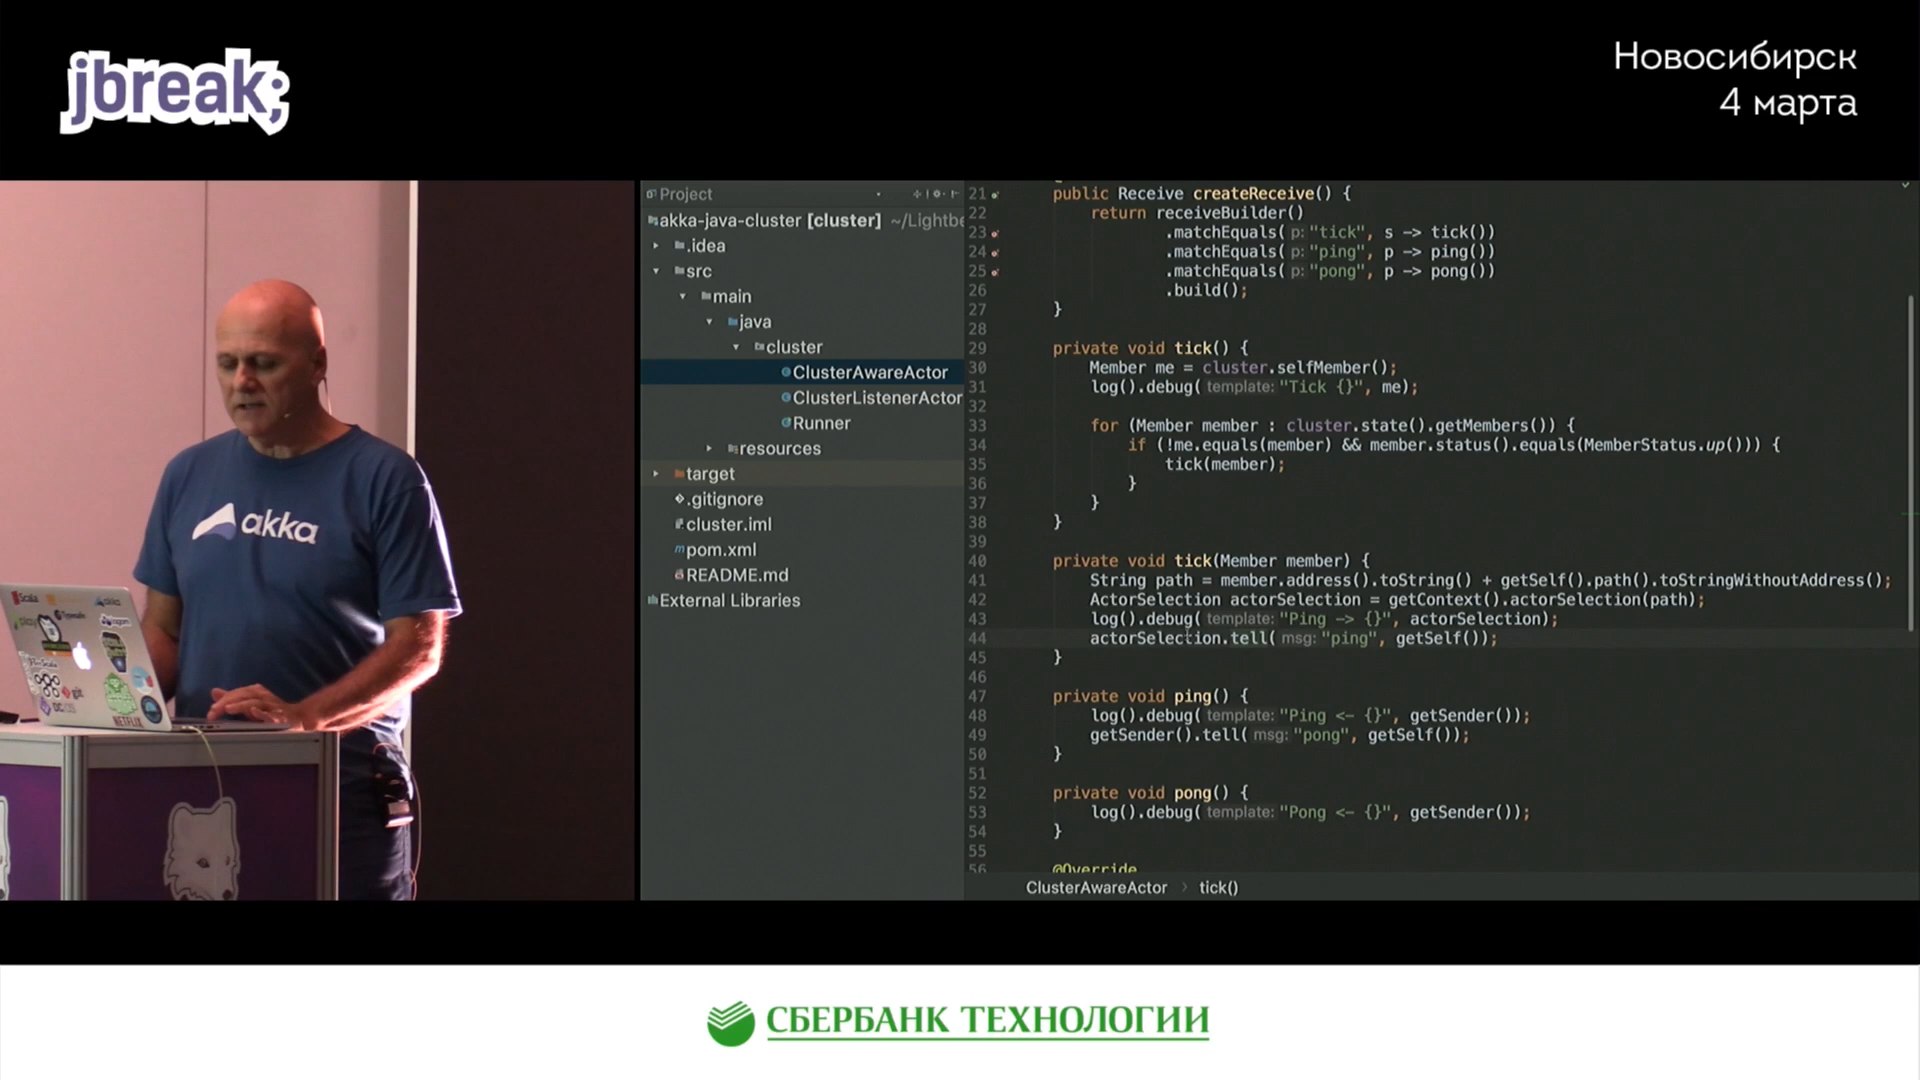 jbreak;
Новосибирск
4 марта
akka
Scala
akka
git
NETFLIX
Project
akka-java-cluster [cluster] ~/Lightbe
.idea
src
main
java
cluster
ClusterAwareActor
ClusterListenerActor
Runner
resources
target
.gitignore
cluster.iml
pom.xml
README.md
External Libraries
21 public Receive createReceive() {
22 return receiveBuilder()
23 .matchEquals( p: "tick", s -> tick())
24 .matchEquals( p: "ping", p -> ping())
25 .matchEquals( p: "pong", p -> pong())
26 .build();
27 }
28
29 private void tick() {
30 Member me = cluster.selfMember();
31 log().debug( template: "Tick {}", me);
32
33 for (Member member : cluster.state().getMembers()) {
34 if (!me.equals(member) && member.status().equals(MemberStatus.up())) {
35 tick(member);
36 }
37 }
38 }
39
40 private void tick(Member member) {
41 String path = member.address().toString() + getSelf().path().toStringWithoutAddress();
42 ActorSelection actorSelection = getContext().actorSelection(path);
43 log().debug( template: "Ping -> {}", actorSelection);
44 actorSelection.tell( msg: "ping", getSelf());
45 }
46
47 private void ping() {
48 log().debug( template: "Ping <- {}", getSender());
49 getSender().tell( msg: "pong", getSelf());
50 }
51
52 private void pong() {
53 log().debug( template: "Pong <- {}", getSender());
54 }
55
56 @Override
ClusterAwareActor › tick()
СБЕРБАНК ТЕХНОЛОГИИ